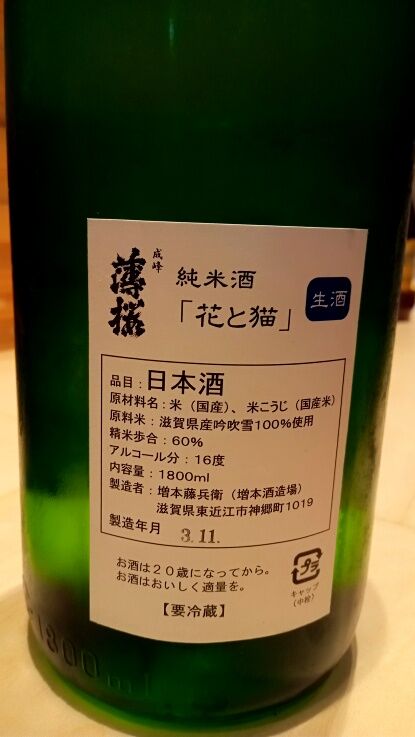 成峰
薄桜
純米酒
「花と猫」
生酒
品目：日本酒
原材料名：米（国産）、米こうじ（国産米）
原料米：滋賀県産吟吹雪100%使用
精米歩合：60%
アルコール分：16度
内容量：1800ml
製造者：増本藤兵衛（増本酒造場）
滋賀県東近江市神郷町1019
製造年月 3.11.
お酒は20歳になってから。
お酒はおいしく適量を。
プラ
キャップ
（中栓）
【要冷蔵】
1800ml